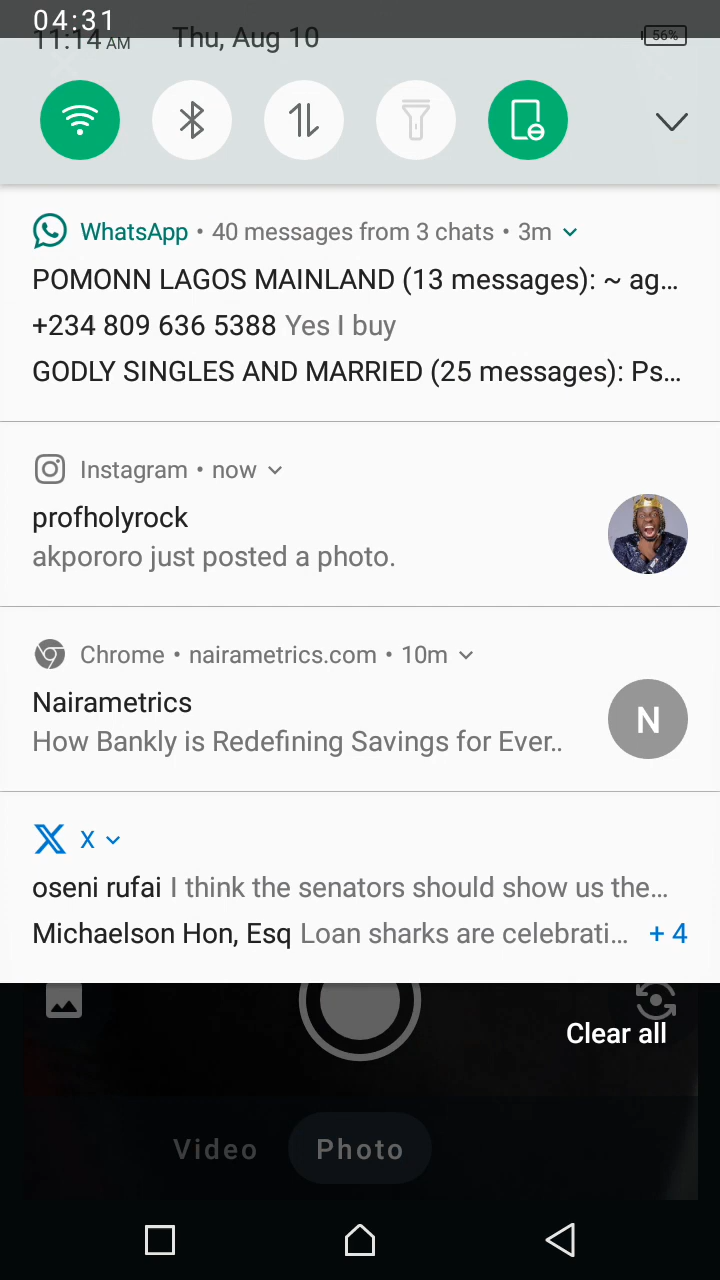 04:31
11:14 AM Thu, Aug 10 56%
WhatsApp • 40 messages from 3 chats • 3m
POMONN LAGOS MAINLAND (13 messages): ~ ag...
+234 809 636 5388 Yes I buy
GODLY SINGLES AND MARRIED (25 messages): Ps...
Instagram • now
profholyrock
akpororo just posted a photo.
Chrome • nairametrics.com • 10m
Nairametrics
How Bankly is Redefining Savings for Ever..
N
X
oseni rufai I think the senators should show us the...
Michaelson Hon, Esq Loan sharks are celebrati... + 4
Clear all
Video Photo